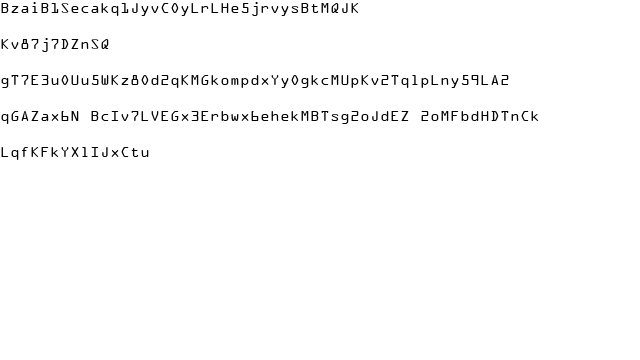 BzaiB1Secakq1JyvC0yLrLHe5jrvysBtMQJK
Kv87j7DZnSQ
gT7E3u0Uu5WKz80d2qKMGkompdxYy0gkcMUpKv2Tq1pLny59LA2
qGAZax6N BcIv7LVEGx3Erbwx6ehekMBTsg2oJdEZ 2oMFbdHDTnCk
LqfKFkYX1IJxCtu